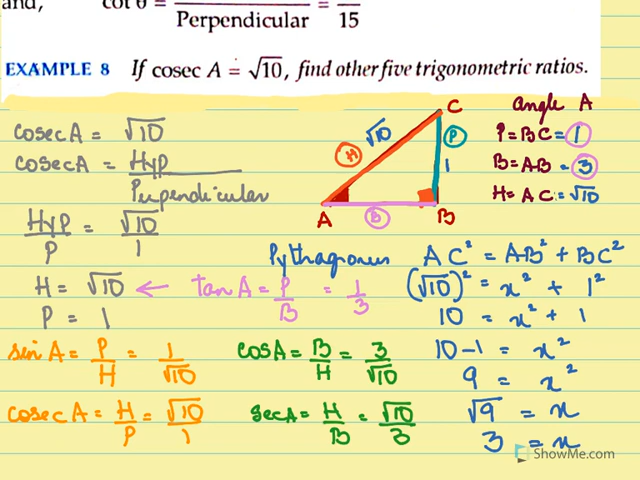 and, cot θ = ——— = —
Perpendicular 15
EXAMPLE 8 If cosec A = √10, find other five trigonometric ratios.
cosec A = √10
cosec A = Hyp / Perpendicular
Hyp / P = √10 / 1
H = √10 ←
P = 1
C
√10
H
P
1
A
B
B
angle A
P = BC = 1
B = AB = 3
H = AC = √10
Pythagoras AC² = AB² + BC²
(√10)² = x² + 1²
10 = x² + 1
10 - 1 = x²
9 = x²
√9 = x
3 = x
tan A = P / B = 1 / 3
sin A = P / H = 1 / √10
cos A = B / H = 3 / √10
cosec A = H / P = √10 / 1
sec A = H / B = √10 / 3
ShowMe.com